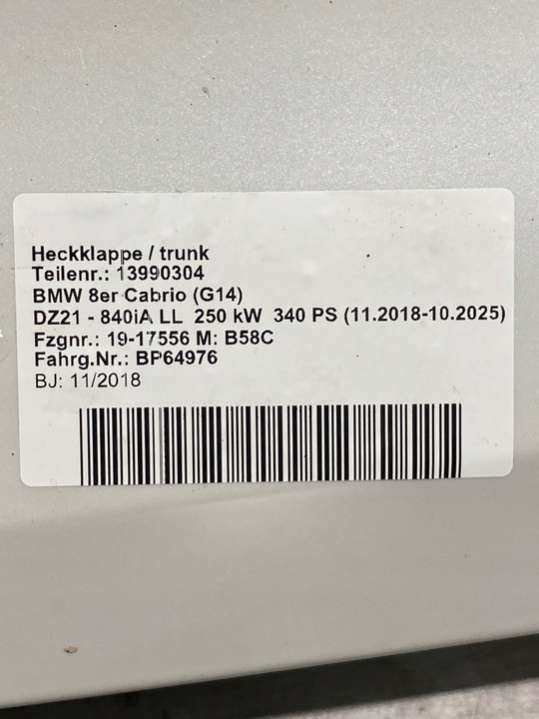 Heckklappe / trunk
Teilenr.: 13990304
BMW 8er Cabrio (G14)
DZ21 - 840iA LL 250 kW 340 PS (11.2018-10.2025)
Fzgnr.: 19-17556 M: B58C
Fahrg.Nr.: BP64976
BJ: 11/2018